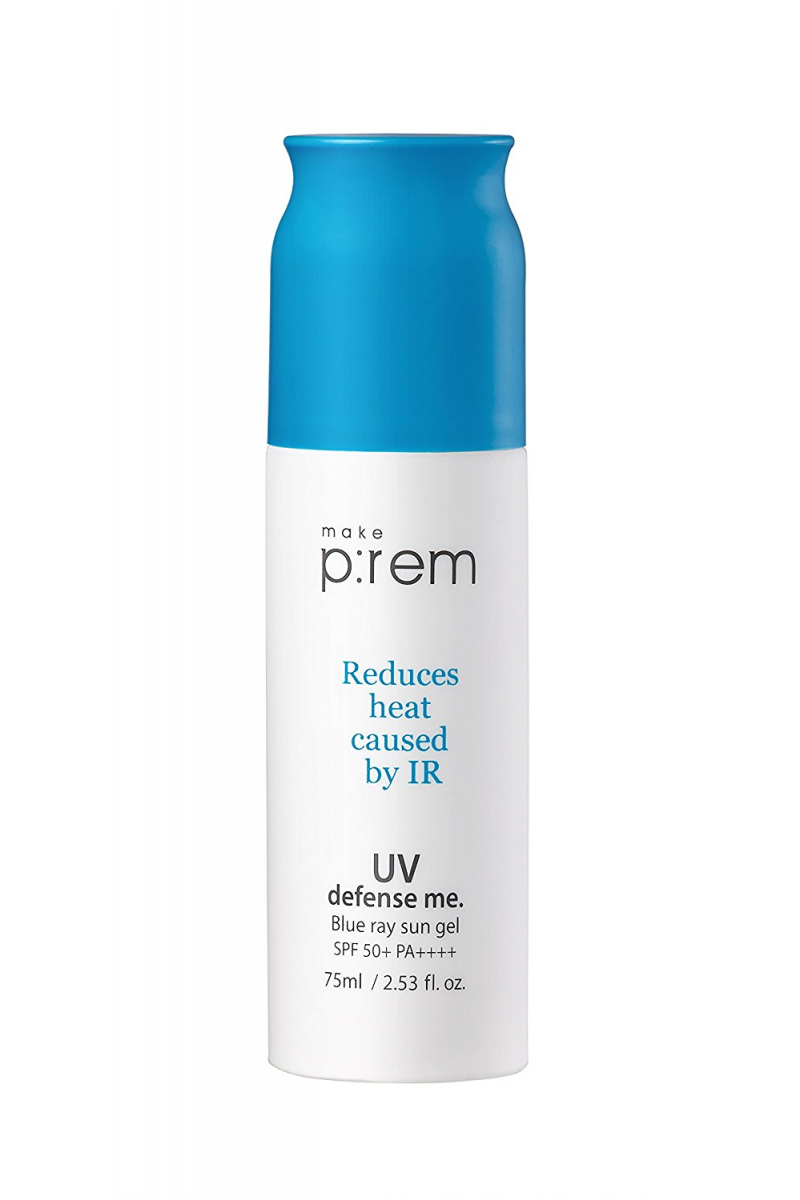 make
p:rem
Reduces
heat
caused
by IR
UV
defense me.
Blue ray sun gel
SPF 50+ PA++++
75ml / 2.53 fl. oz.